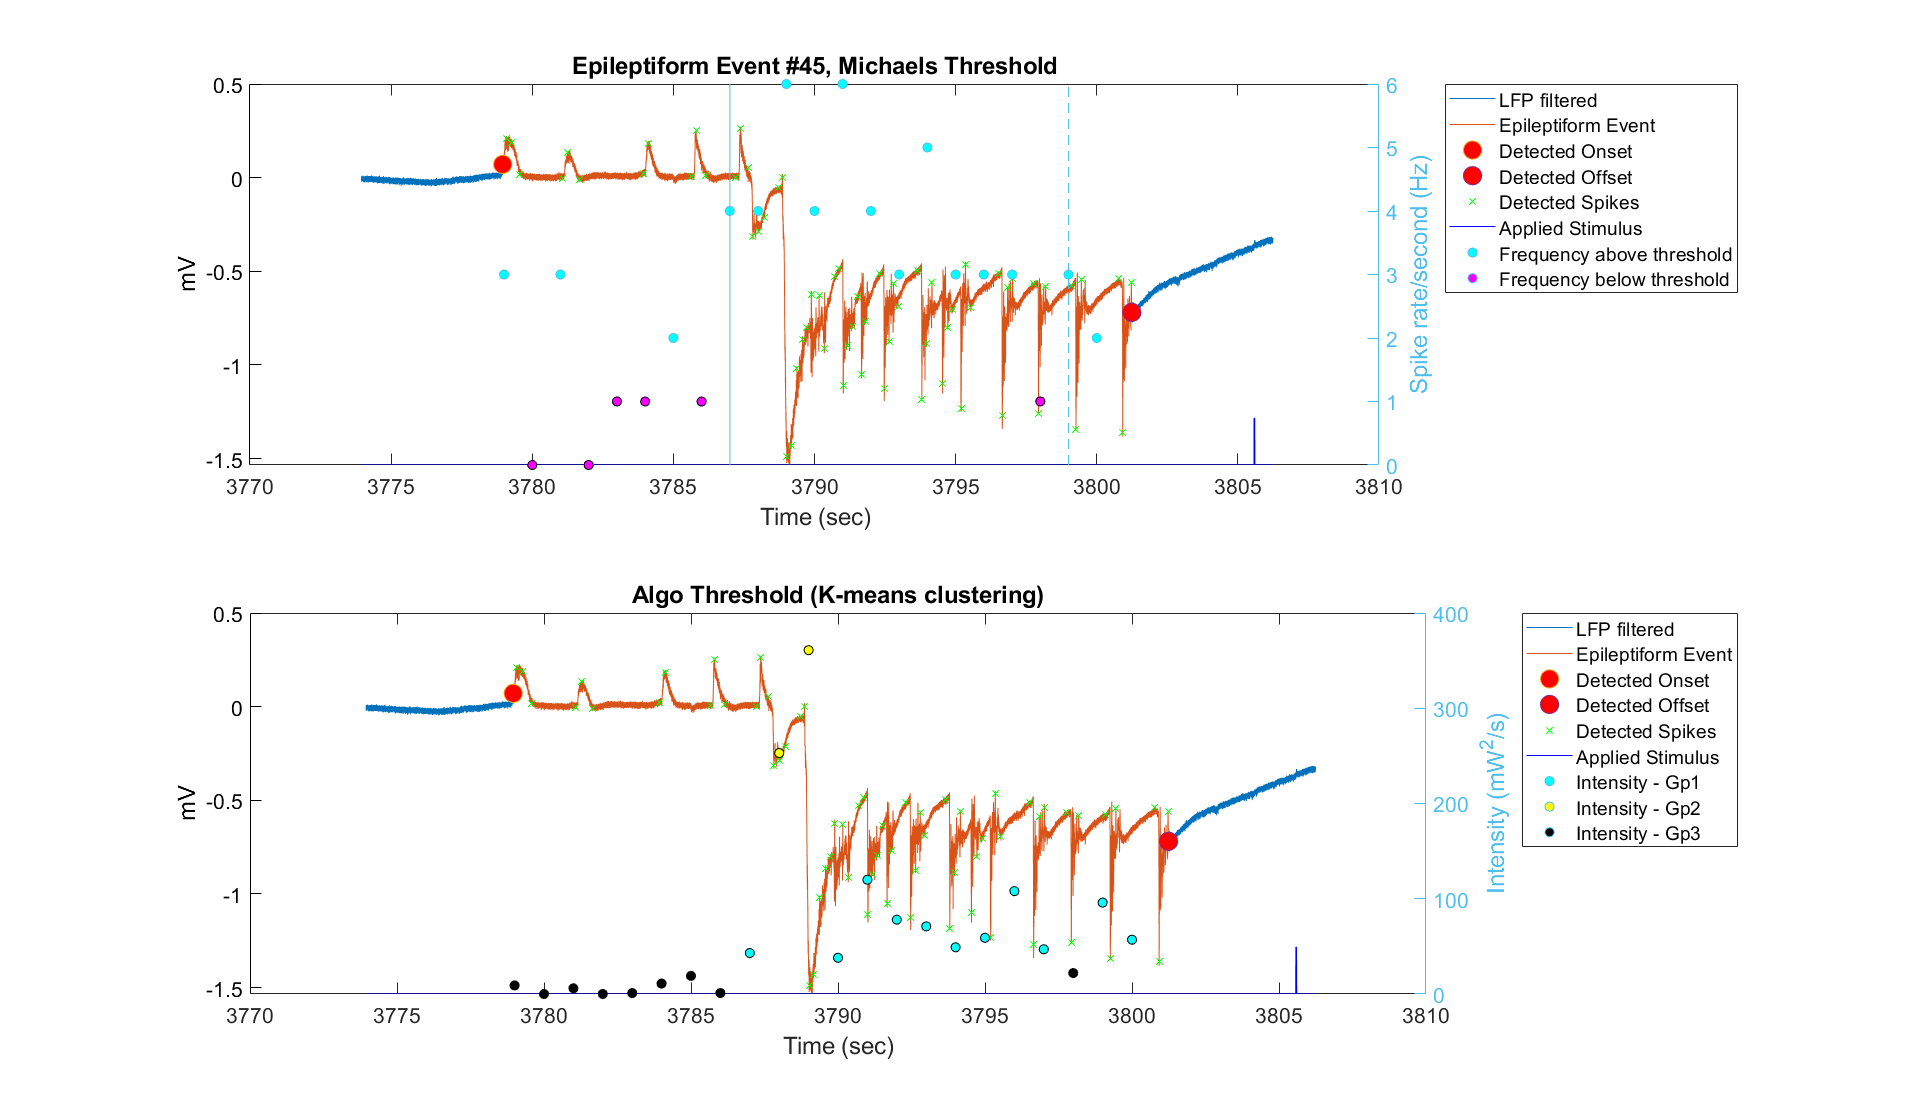 Epileptiform Event #45, Michaels Threshold
0.5
0
-0.5
-1
-1.5
mV
3770
3775
3780
3785
3790
3795
3800
3805
3810
Time (sec)
6
5
4
3
2
1
0
Spike rate/second (Hz)
LFP filtered
Epileptiform Event
Detected Onset
Detected Offset
Detected Spikes
Applied Stimulus
Frequency above threshold
Frequency below threshold
Algo Threshold (K-means clustering)
0.5
0
-0.5
-1
-1.5
mV
3770
3775
3780
3785
3790
3795
3800
3805
3810
Time (sec)
400
300
200
100
0
Intensity (mW²/s)
LFP filtered
Epileptiform Event
Detected Onset
Detected Offset
Detected Spikes
Applied Stimulus
Intensity - Gp1
Intensity - Gp2
Intensity - Gp3